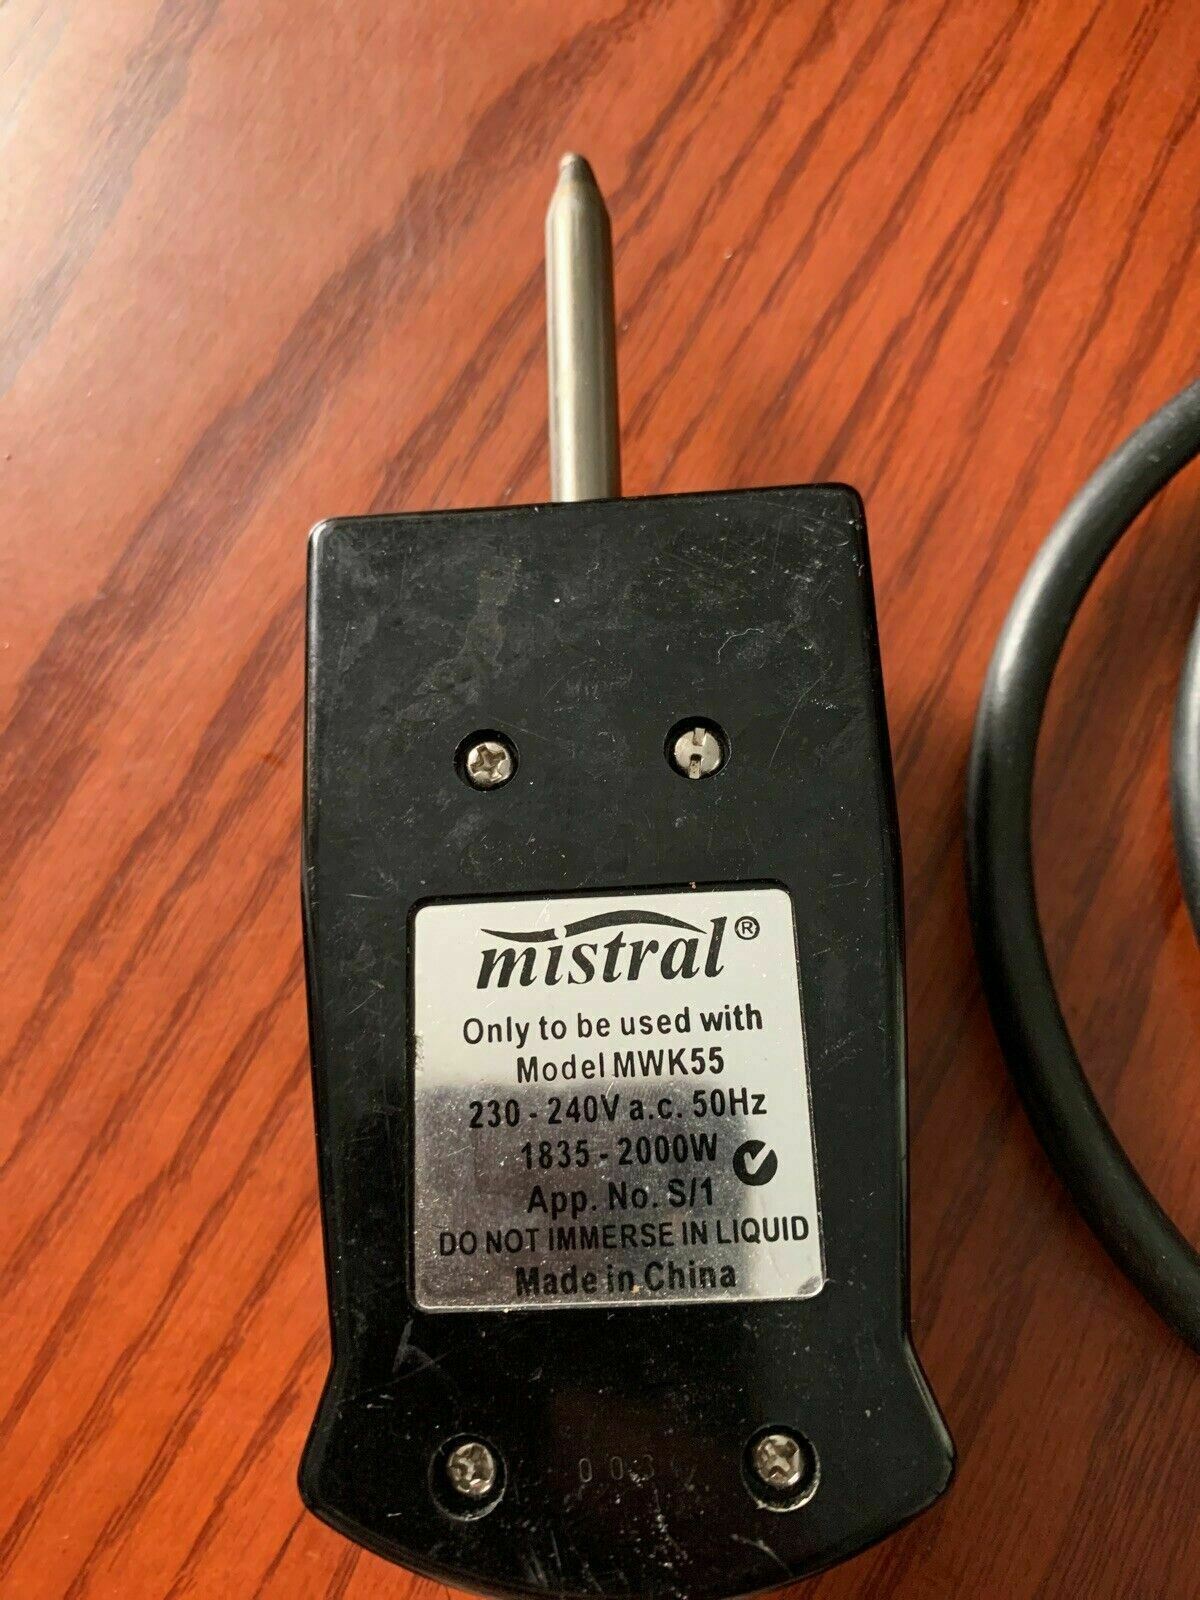 mistral®
Only to be used with
Model MWK55
230 - 240V a.c. 50Hz
1835 - 2000W
App. No. S/1
DO NOT IMMERSE IN LIQUID
Made in China